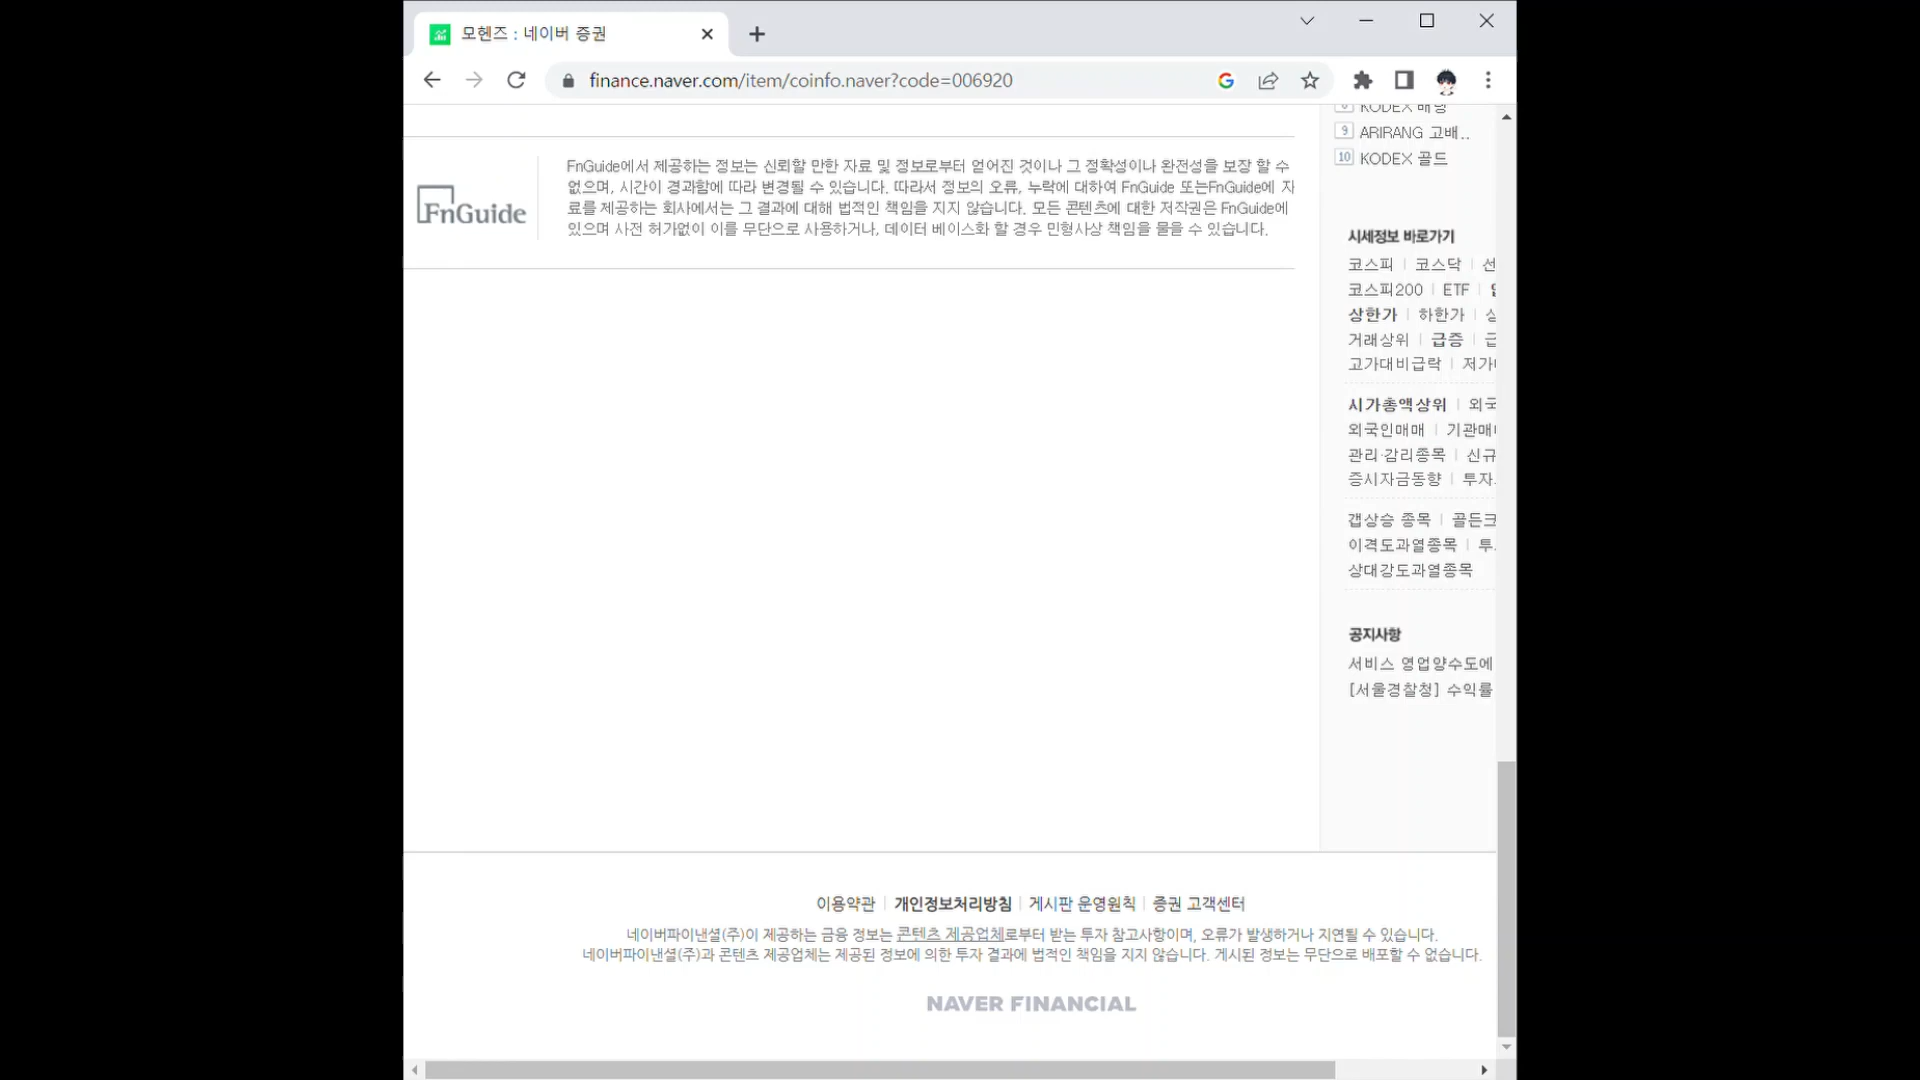 모헨즈 : 네이버 증권
finance.naver.com/item/coinfo.naver?code=006920
FnGuide
FnGuide에서 제공하는 정보는 신뢰할 만한 자료 및 정보로부터 얻어진 것이나 그 정확성이나 완전성을 보장 할 수
없으며, 시간이 경과함에 따라 변경될 수 있습니다. 따라서 정보의 오류, 누락에 대하여 FnGuide 또는FnGuide에 자
료를 제공하는 회사에서는 그 결과에 대해 법적인 책임을 지지 않습니다. 모든 콘텐츠에 대한 저작권은 FnGuide에
있으며 사전 허가없이 이를 무단으로 사용하거나, 데이터 베이스화 할 경우 민형사상 책임을 물을 수 있습니다.
KODEX 배당
9 ARIRANG 고배..
10 KODEX 골드
시세정보 바로가기
코스피 | 코스닥 | 선
코스피200 | ETF |
상한가 | 하한가 |
거래상위 | 급증 |
고가대비급락 | 저가
시가총액상위 | 외국
외국인매매 | 기관매
관리·감리종목 | 신규
증시자금동향 | 투자
갭상승 종목 | 골든크
이격도과열종목 | 투
상대강도과열종목
공지사항
서비스 영업양수도에
[서울경찰청] 수익률
이용약관 | 개인정보처리방침 | 게시판 운영원칙 | 증권 고객센터
네이버파이낸셜(주)이 제공하는 금융 정보는 콘텐츠 제공업체로부터 받는 투자 참고사항이며, 오류가 발생하거나 지연될 수 있습니다.
네이버파이낸셜(주)과 콘텐츠 제공업체는 제공된 정보에 의한 투자 결과에 법적인 책임을 지지 않습니다. 게시된 정보는 무단으로 배포할 수 없습니다.
NAVER FINANCIAL